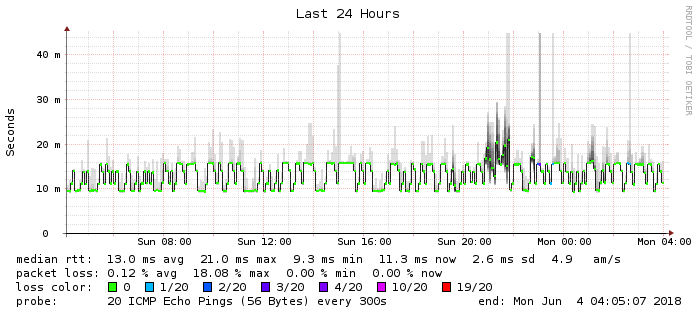 Last 24 Hours
RRDTOOL / TOBI OETIKER
Seconds
40 m
30 m
20 m
10 m
0
Sun 08:00 Sun 12:00 Sun 16:00 Sun 20:00 Mon 00:00 Mon 04:00
median rtt: 13.0 ms avg 21.0 ms max 9.3 ms min 11.3 ms now 2.6 ms sd 4.9 am/s
packet loss: 0.12 % avg 18.08 % max 0.00 % min 0.00 % now
loss color: 0 1/20 2/20 3/20 4/20 10/20 19/20
probe: 20 ICMP Echo Pings (56 Bytes) every 300s end: Mon Jun 4 04:05:07 2018